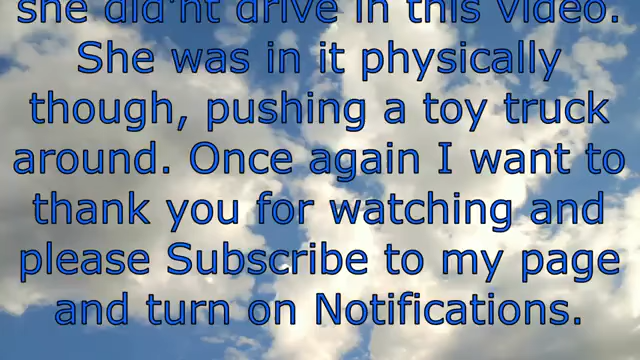 she did'nt drive in this video.
She was in it physically
though, pushing a toy truck
around. Once again I want to
thank you for watching and
please Subscribe to my page
and turn on Notifications.